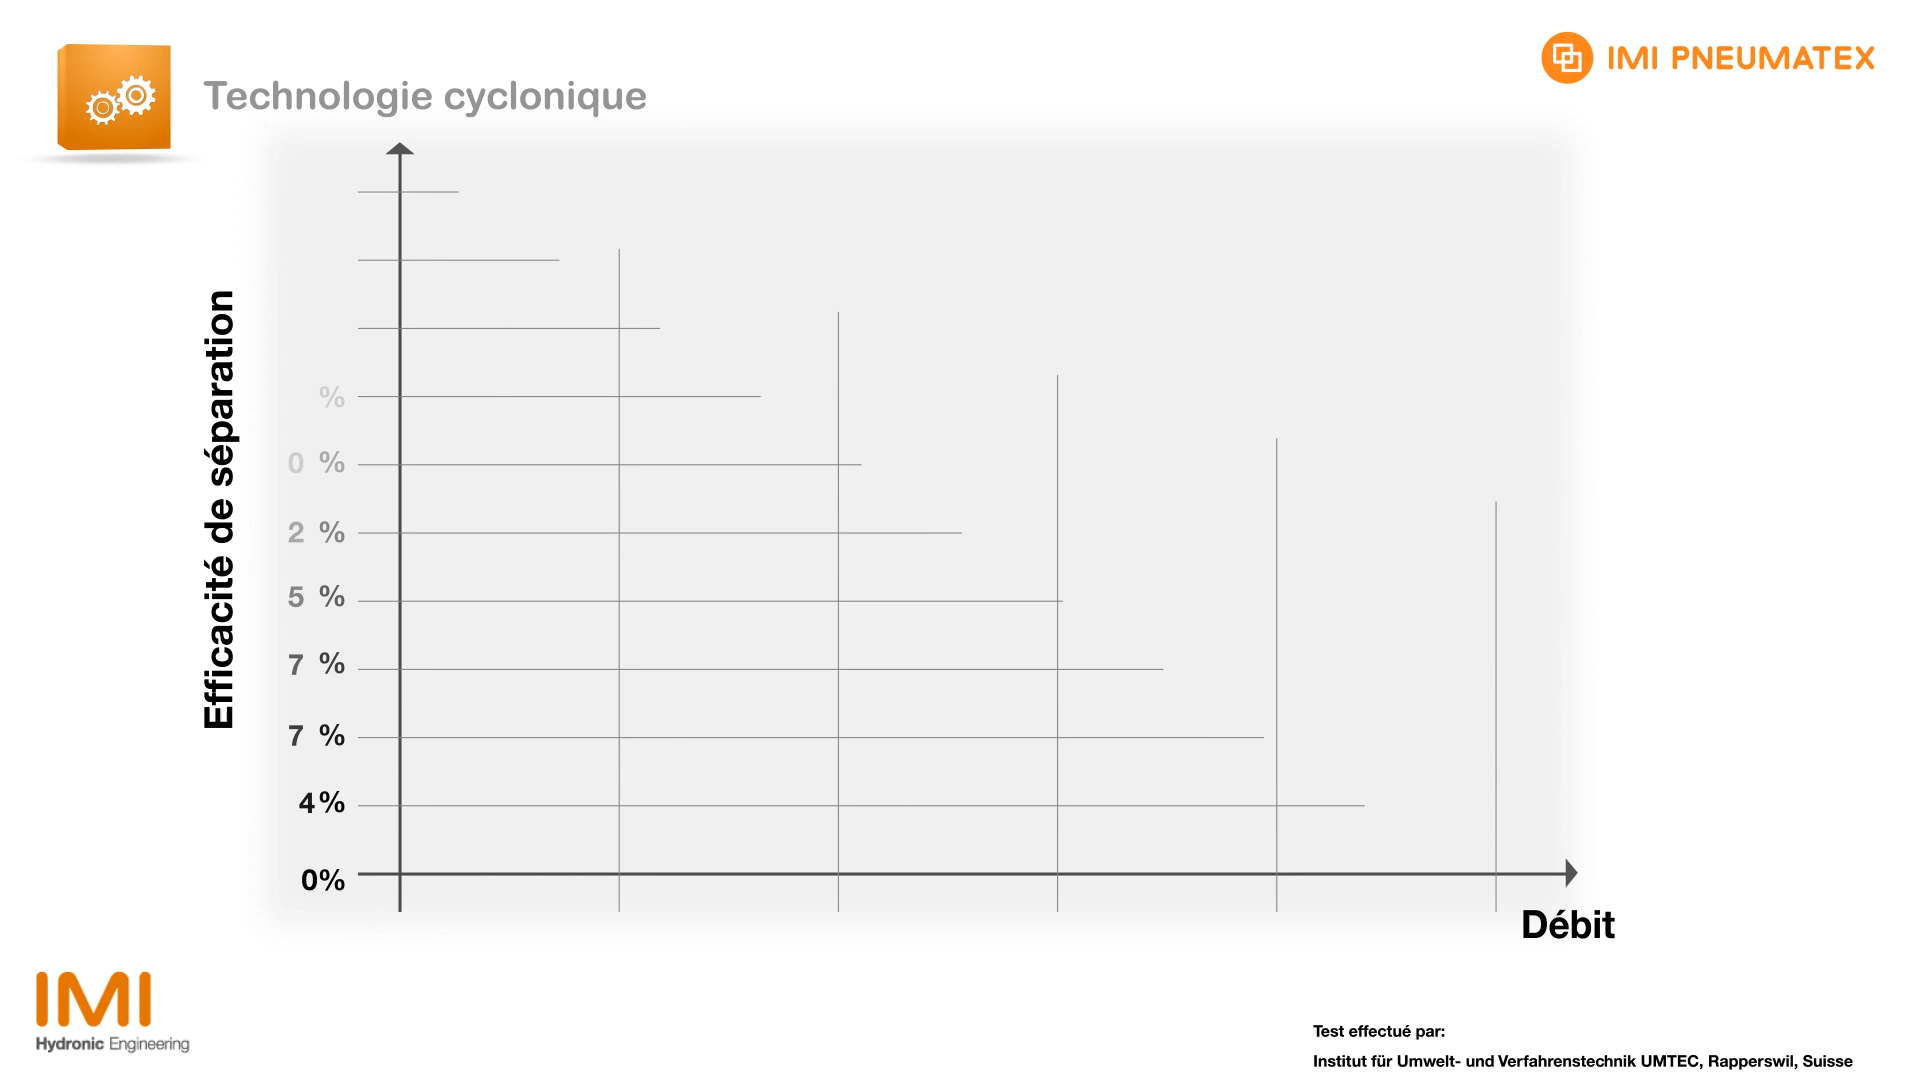 IMI PNEUMATEX
Technologie cyclonique
Efficacité de séparation
%
0 %
2 %
5 %
7 %
7 %
4%
0%
Débit
IMI
Hydronic Engineering
Test effectué par:
Institut für Umwelt- und Verfahrenstechnik UMTEC, Rapperswil, Suisse